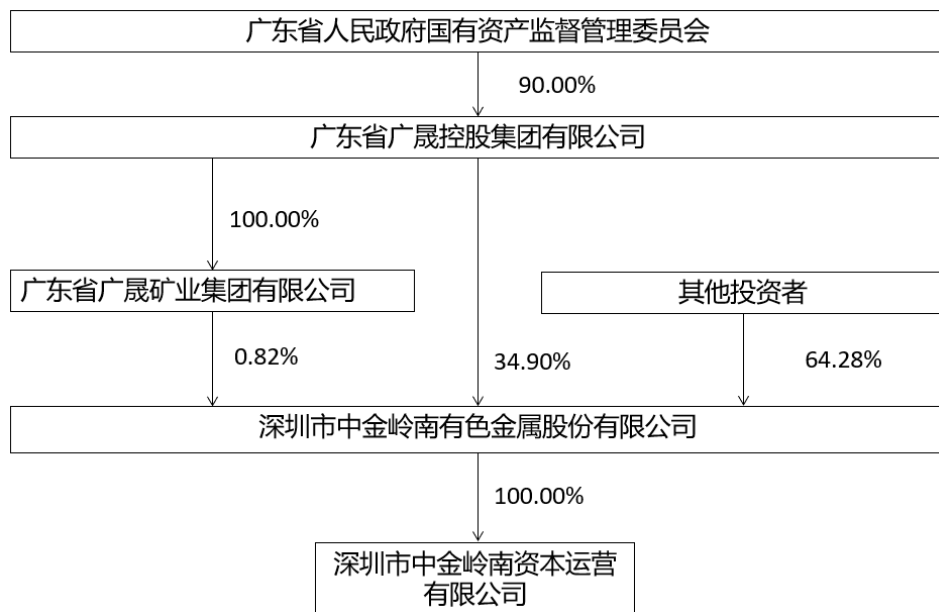 广东省人民政府国有资产监督管理委员会
90.00%
广东省广晟控股集团有限公司
100.00%
广东省广晟矿业集团有限公司
其他投资者
0.82%
34.90%
64.28%
深圳市中金岭南有色金属股份有限公司
100.00%
深圳市中金岭南资本运营
有限公司